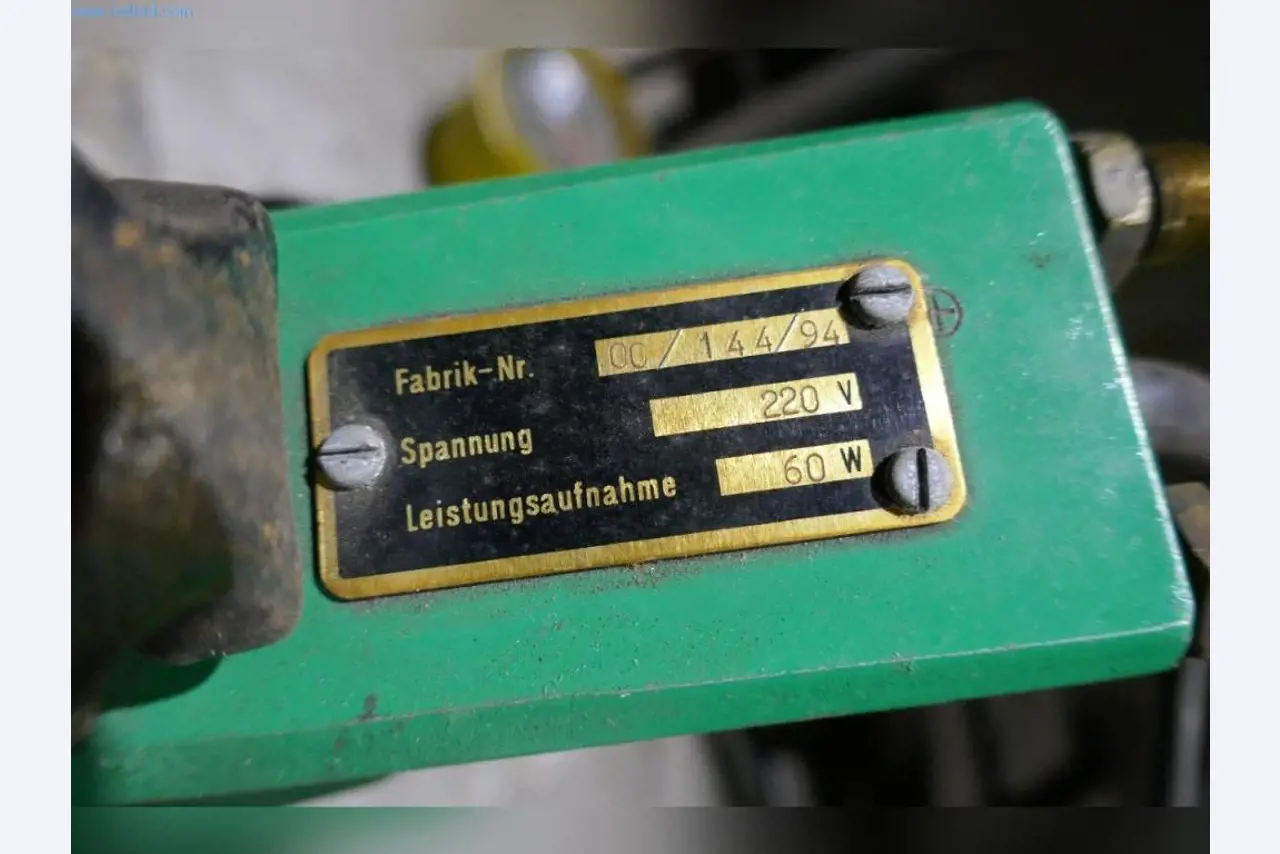 Fabrik-Nr. 00/144/94
Spannung 220 V
Leistungsaufnahme 60 W